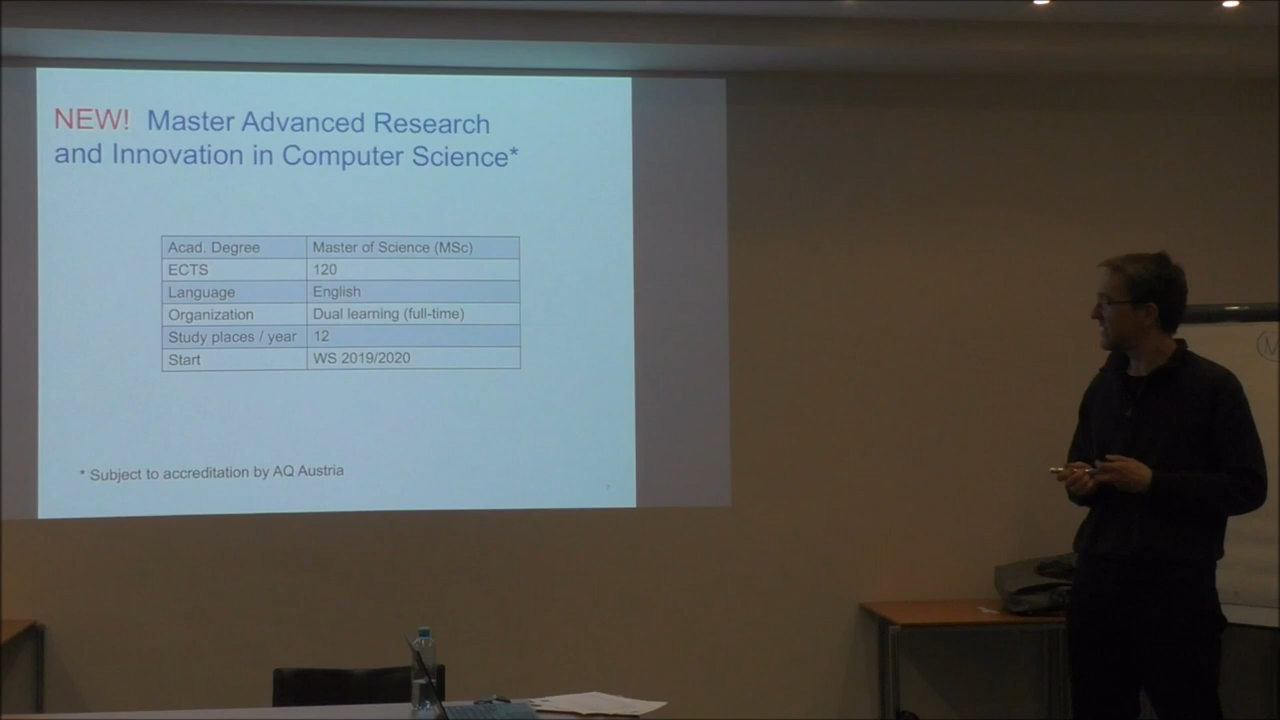 NEW! Master Advanced Research
and Innovation in Computer Science*
Acad. Degree Master of Science (MSc)
ECTS 120
Language English
Organization Dual learning (full-time)
Study places / year 12
Start WS 2019/2020
* Subject to accreditation by AQ Austria